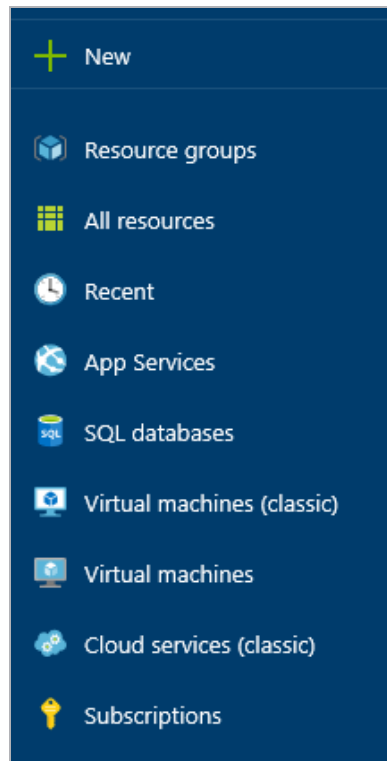 New
Resource groups
All resources
Recent
App Services
SQL
SQL databases
Virtual machines (classic)
Virtual machines
Cloud services (classic)
Subscriptions